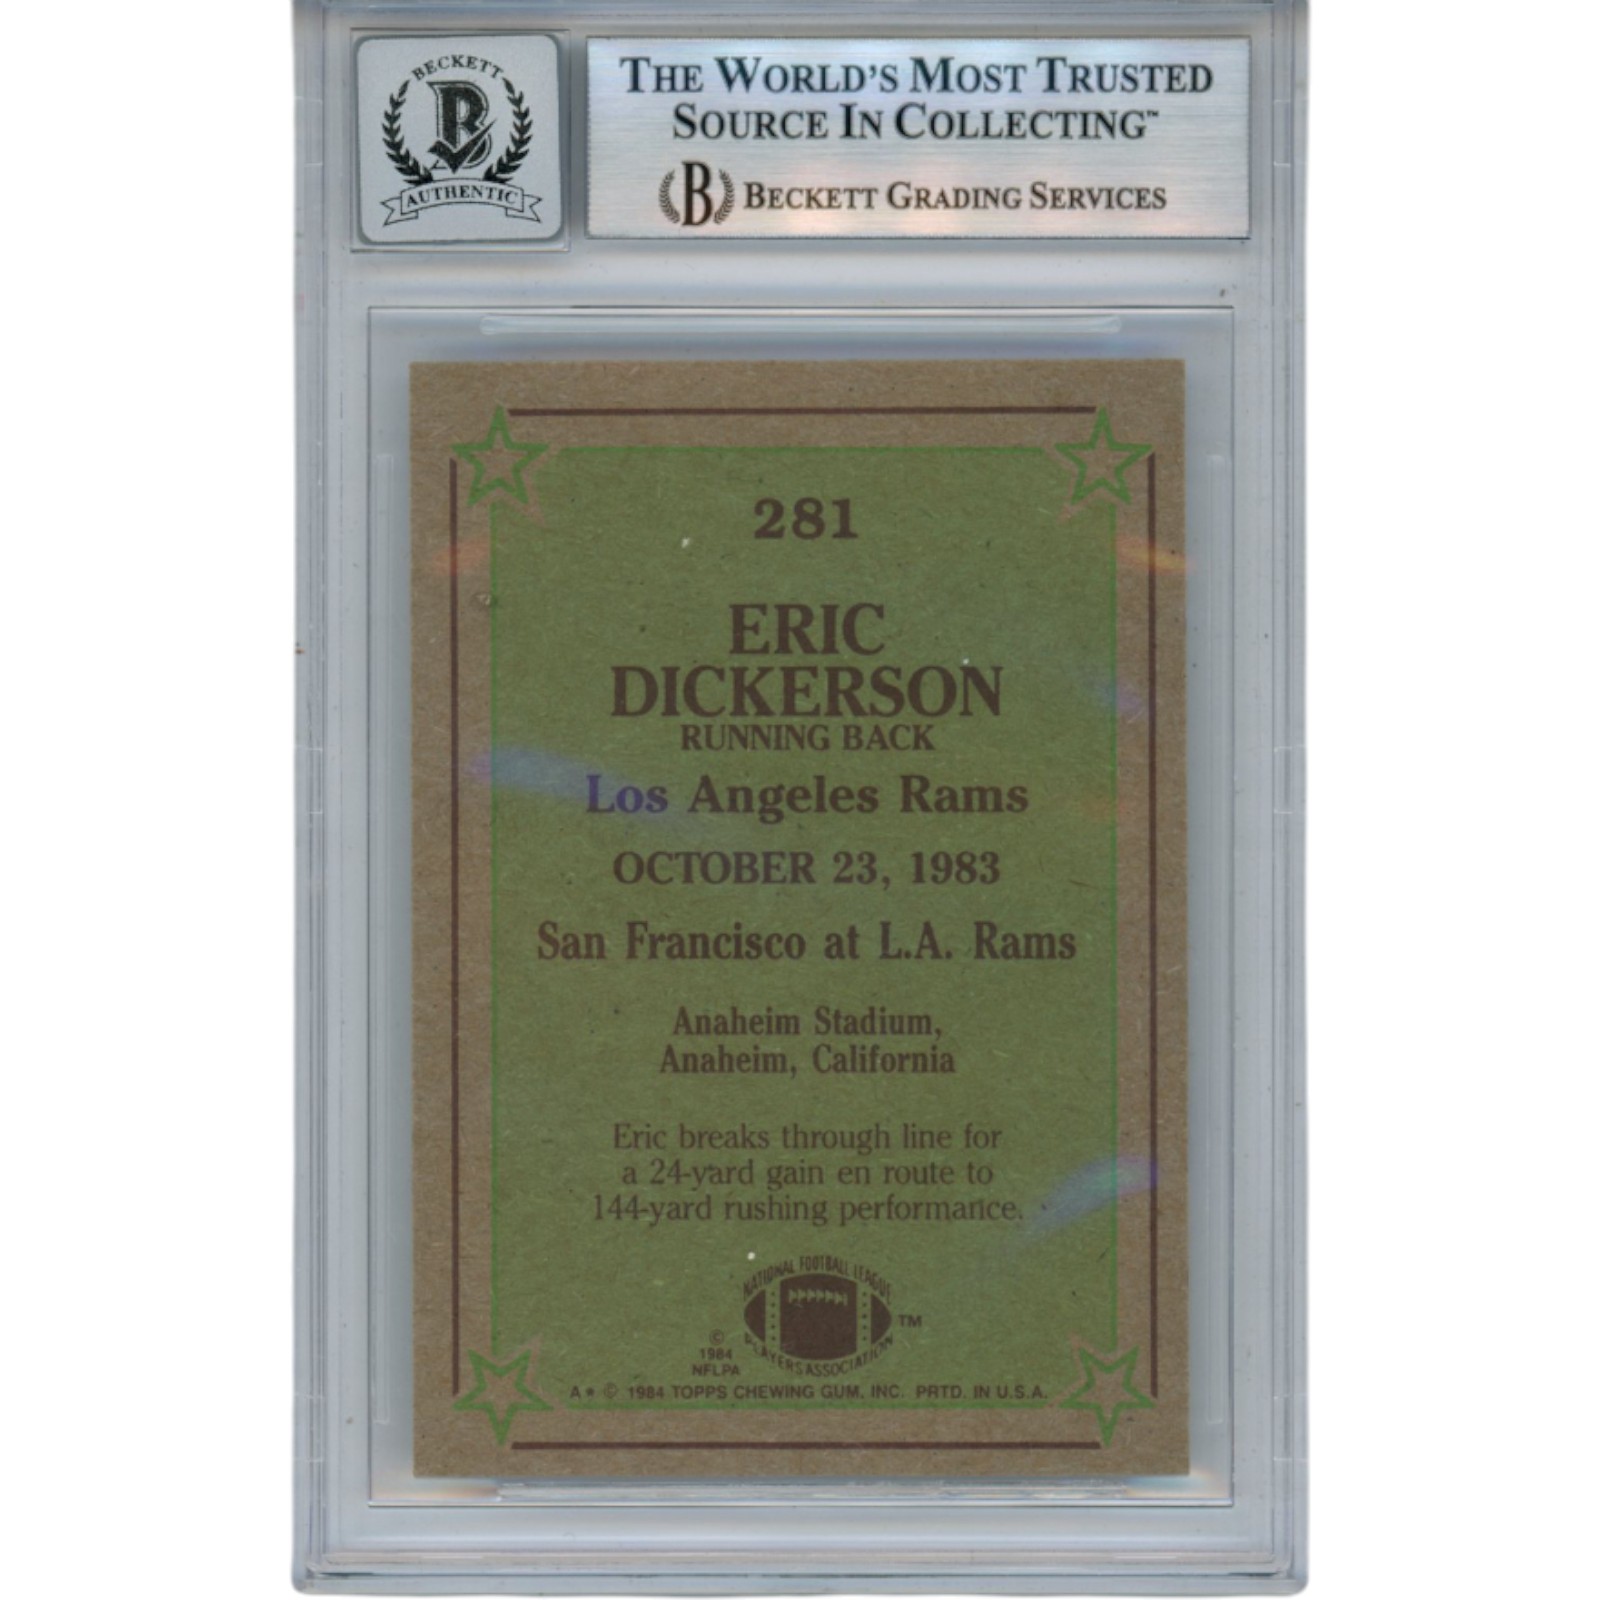 BECKETT
B
AUTHENTIC
THE WORLD'S MOST TRUSTED
SOURCE IN COLLECTING™
B BECKETT GRADING SERVICES
281
ERIC
DICKERSON
RUNNING BACK
Los Angeles Rams
OCTOBER 23, 1983
San Francisco at L.A. Rams
Anaheim Stadium,
Anaheim, California
Eric breaks through line for
a 24-yard gain en route to
144-yard rushing performance.
NATIONAL FOOTBALL LEAGUE
PLAYERS ASSOCIATION
TM
©
1984
NFLPA
A * © 1984 TOPPS CHEWING GUM, INC. PRTD. IN U.S.A.